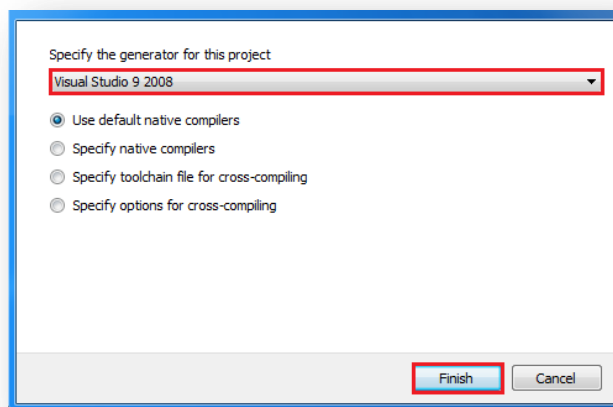 Specify the generator for this project
Visual Studio 9 2008
Use default native compilers
Specify native compilers
Specify toolchain file for cross-compiling
Specify options for cross-compiling
Finish Cancel